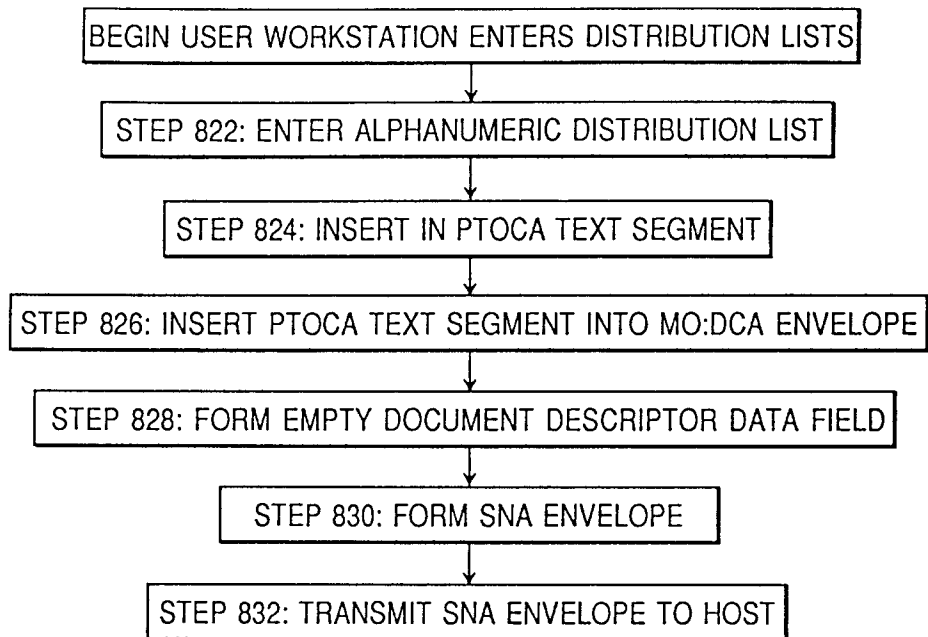 BEGIN USER WORKSTATION ENTERS DISTRIBUTION LISTS
STEP 822: ENTER ALPHANUMERIC DISTRIBUTION LIST
STEP 824: INSERT IN PTOCA TEXT SEGMENT
STEP 826: INSERT PTOCA TEXT SEGMENT INTO MO:DCA ENVELOPE
STEP 828: FORM EMPTY DOCUMENT DESCRIPTOR DATA FIELD
STEP 830: FORM SNA ENVELOPE
STEP 832: TRANSMIT SNA ENVELOPE TO HOST